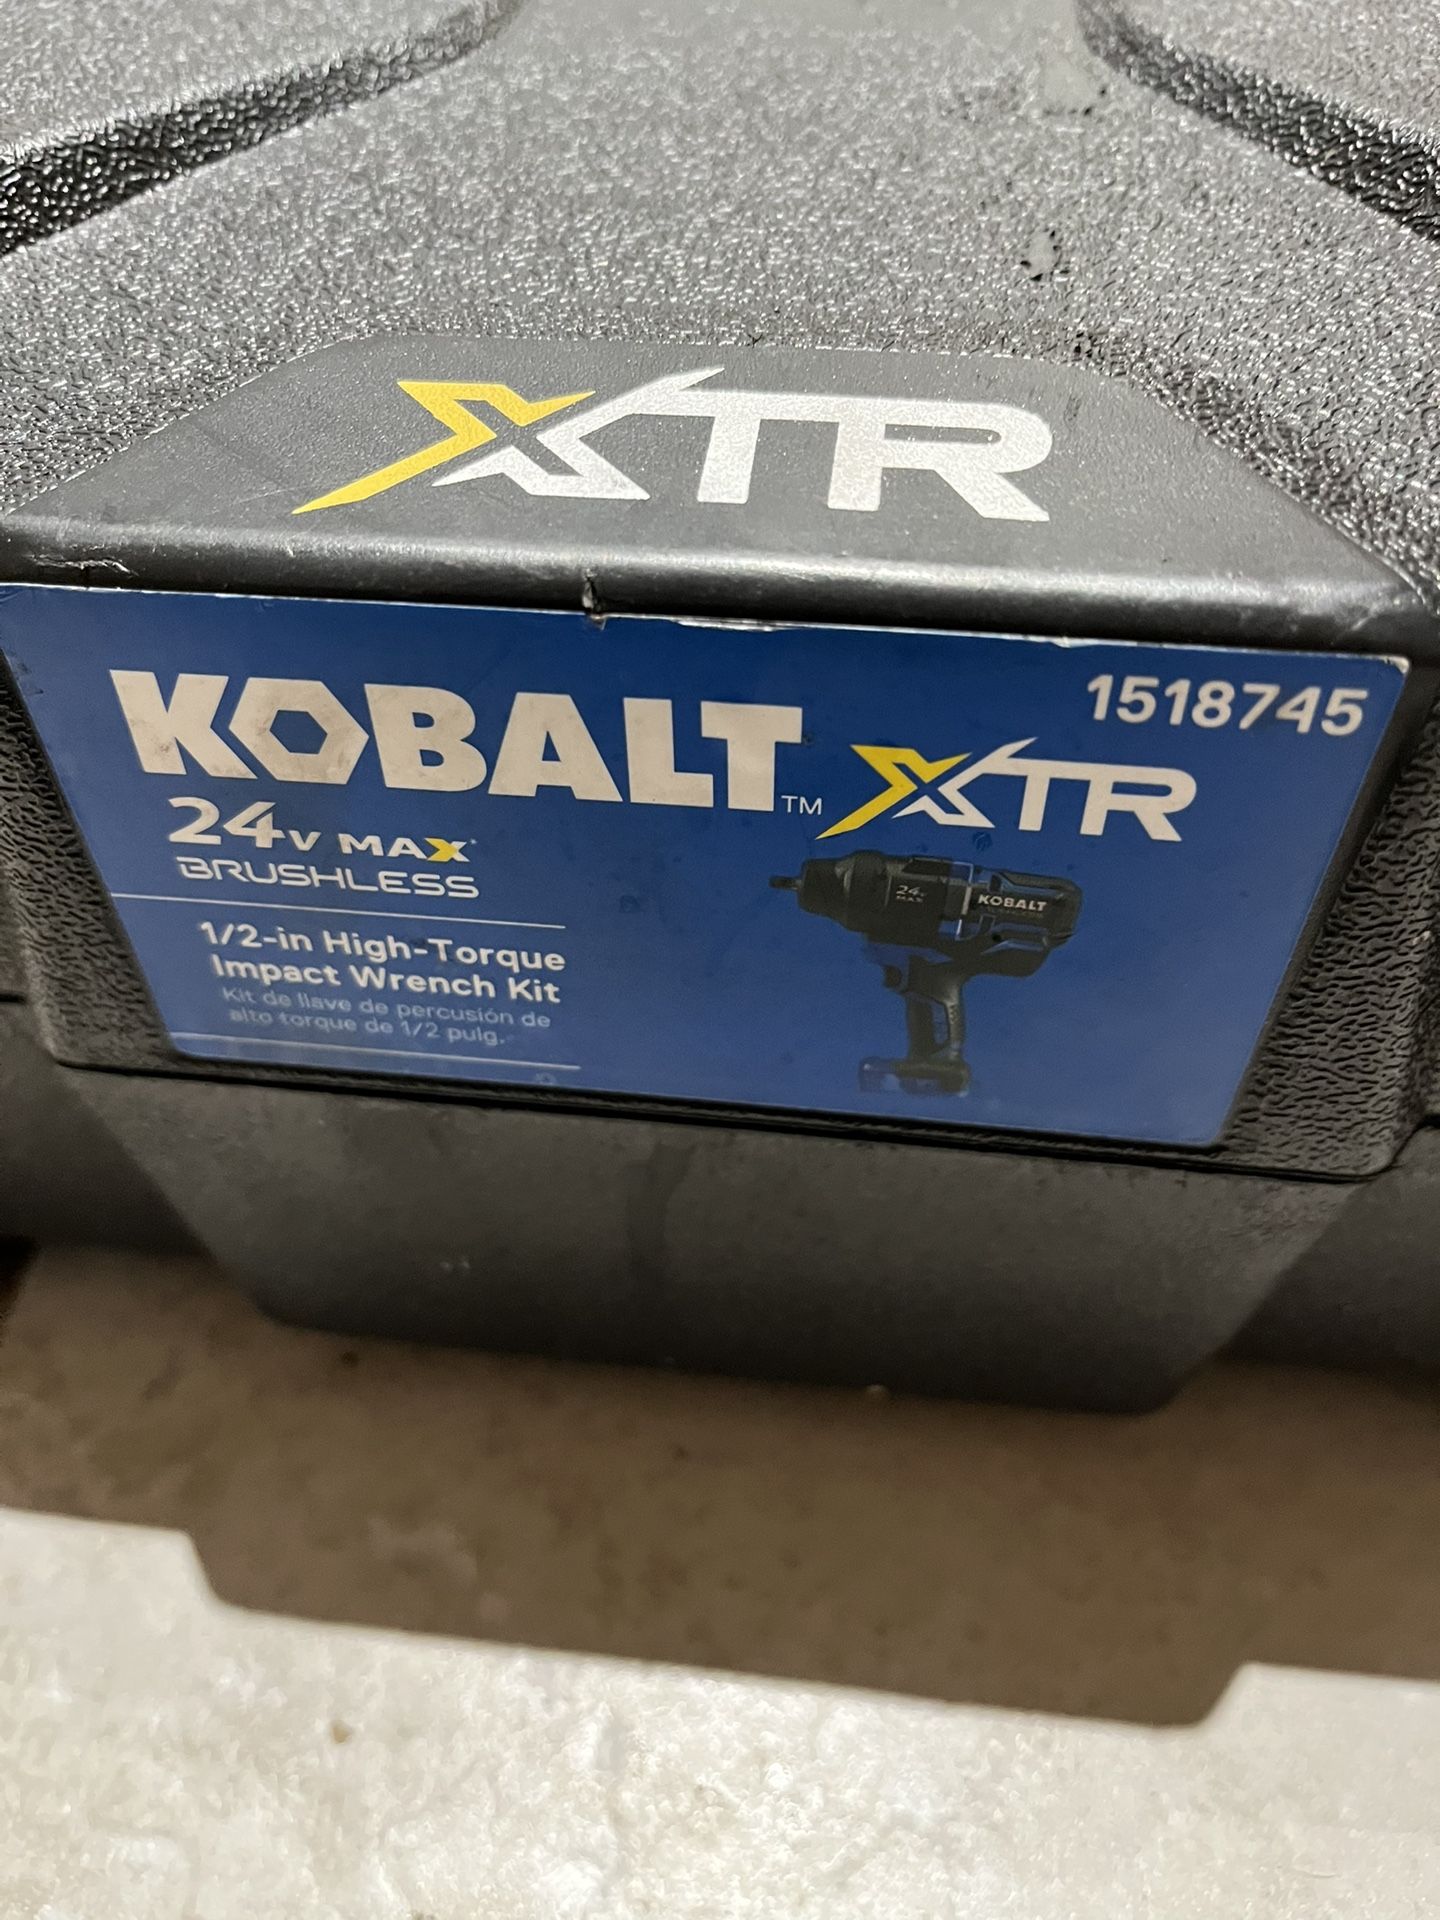 XTR
KOBALT™ XTR
1518745
24V MAX*
BRUSHLESS
1/2-in High-Torque
Impact Wrench Kit
Kit de llave de percusión de
alto torque de 1/2 pulg.
24V
MAX
KOBALT